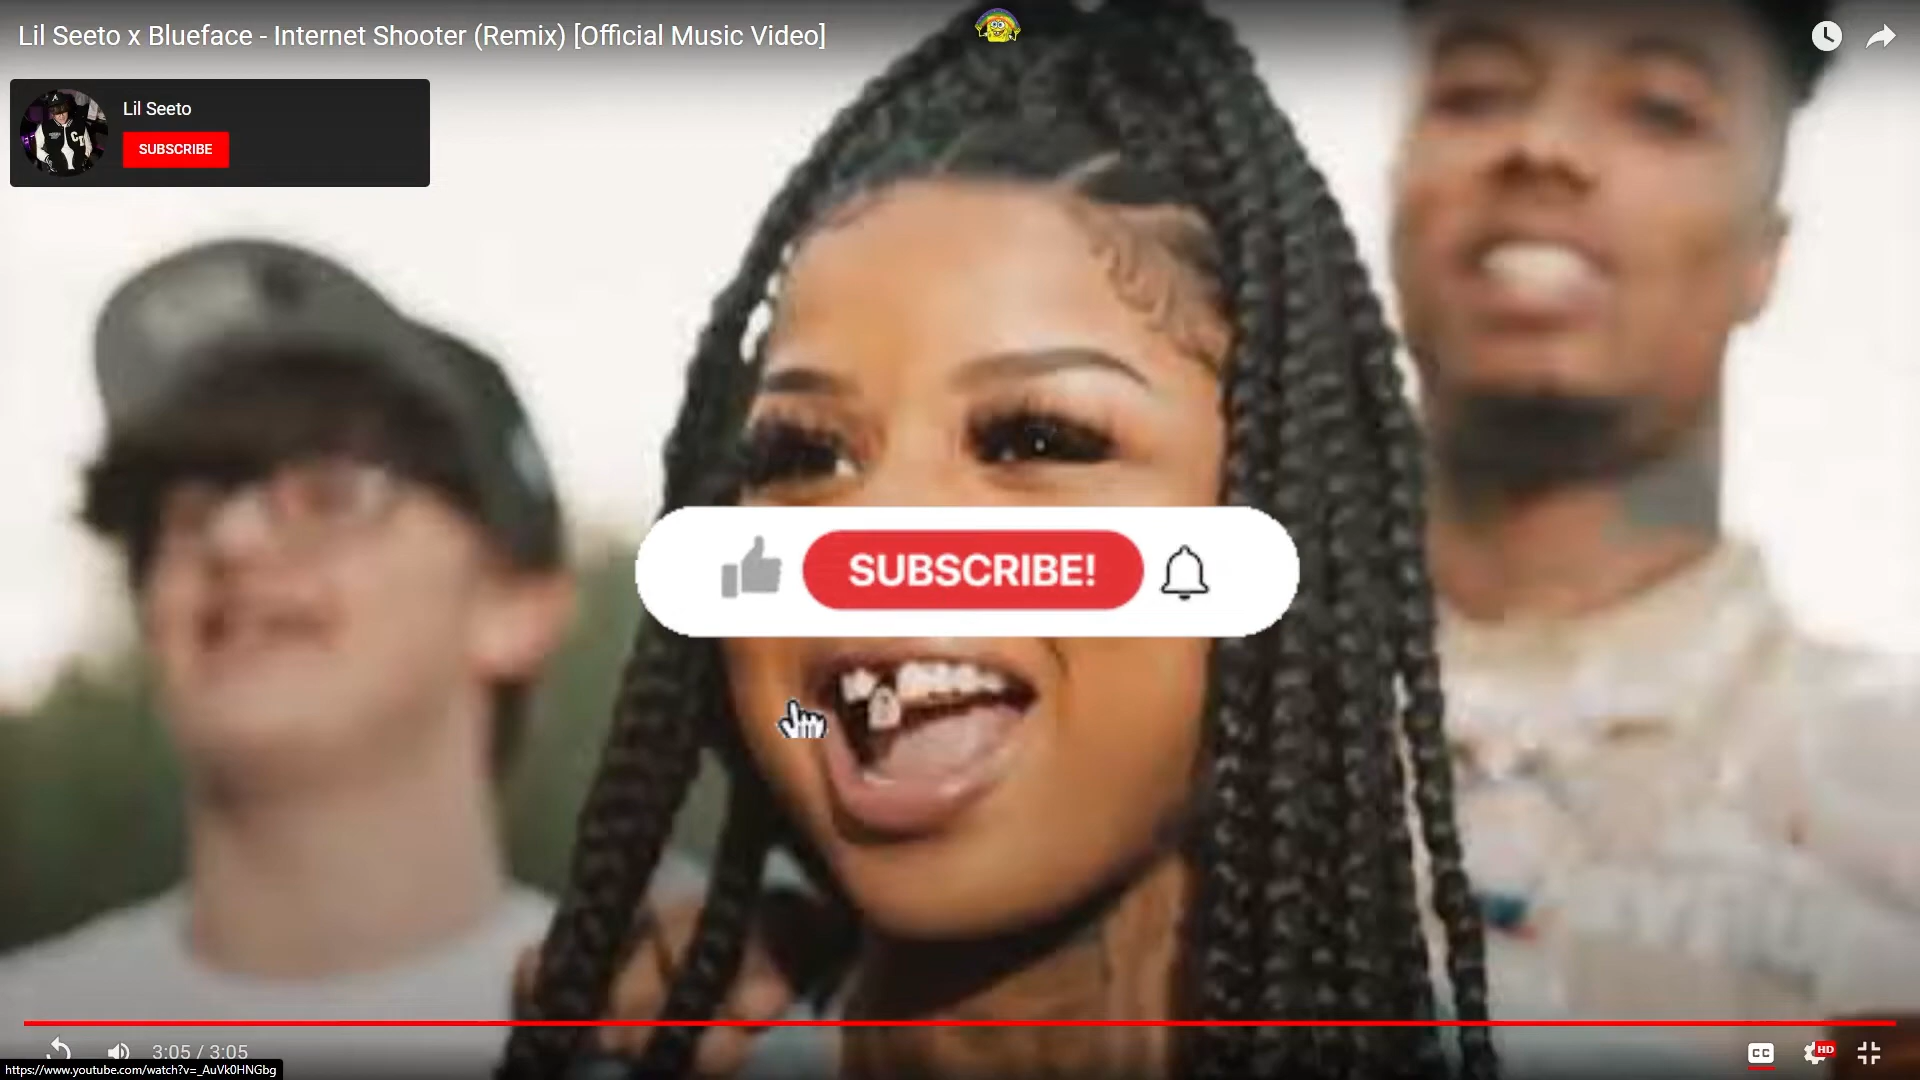 Lil Seeto x Blueface - Internet Shooter (Remix) [Official Music Video]
Lil Seeto
SUBSCRIBE
SUBSCRIBE!
3:05 / 3:05
CC
HD
https://www.youtube.com/watch?v=_AuVk0HNGbg